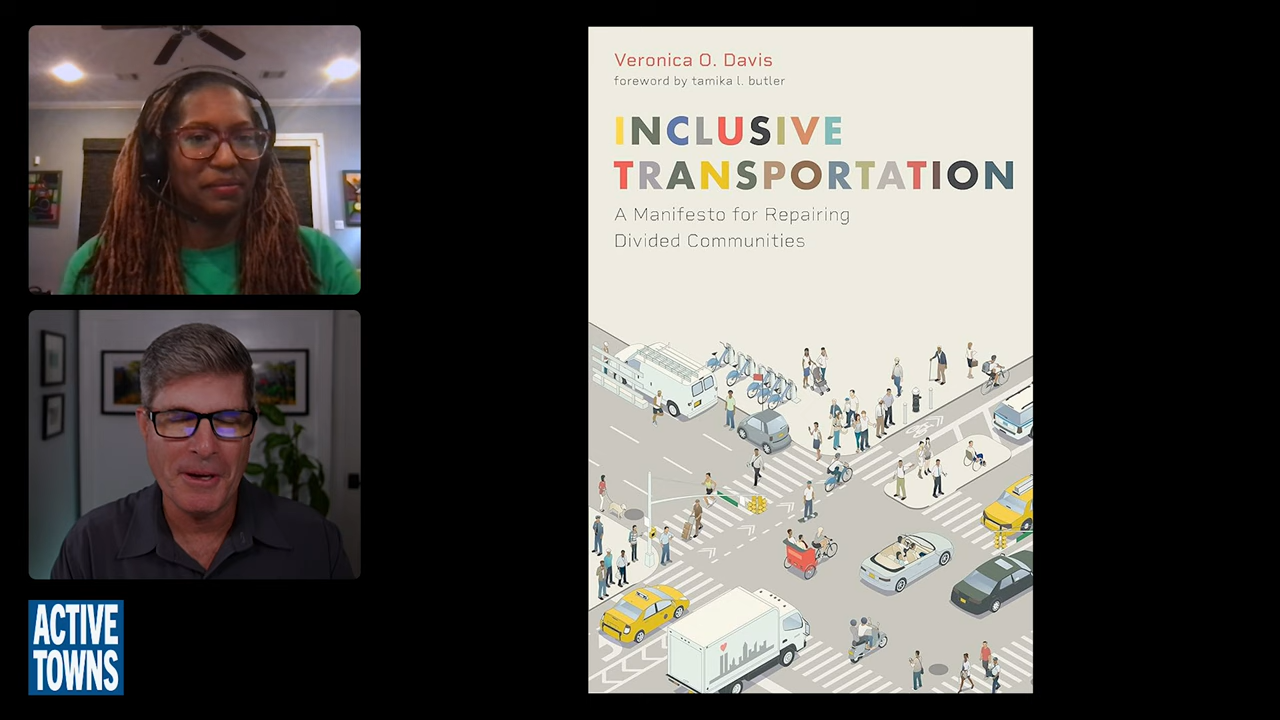 Veronica O. Davis
foreword by tamika l. butler
INCLUSIVE
TRANSPORTATION
A Manifesto for Repairing
Divided Communities
ACTIVE
TOWNS